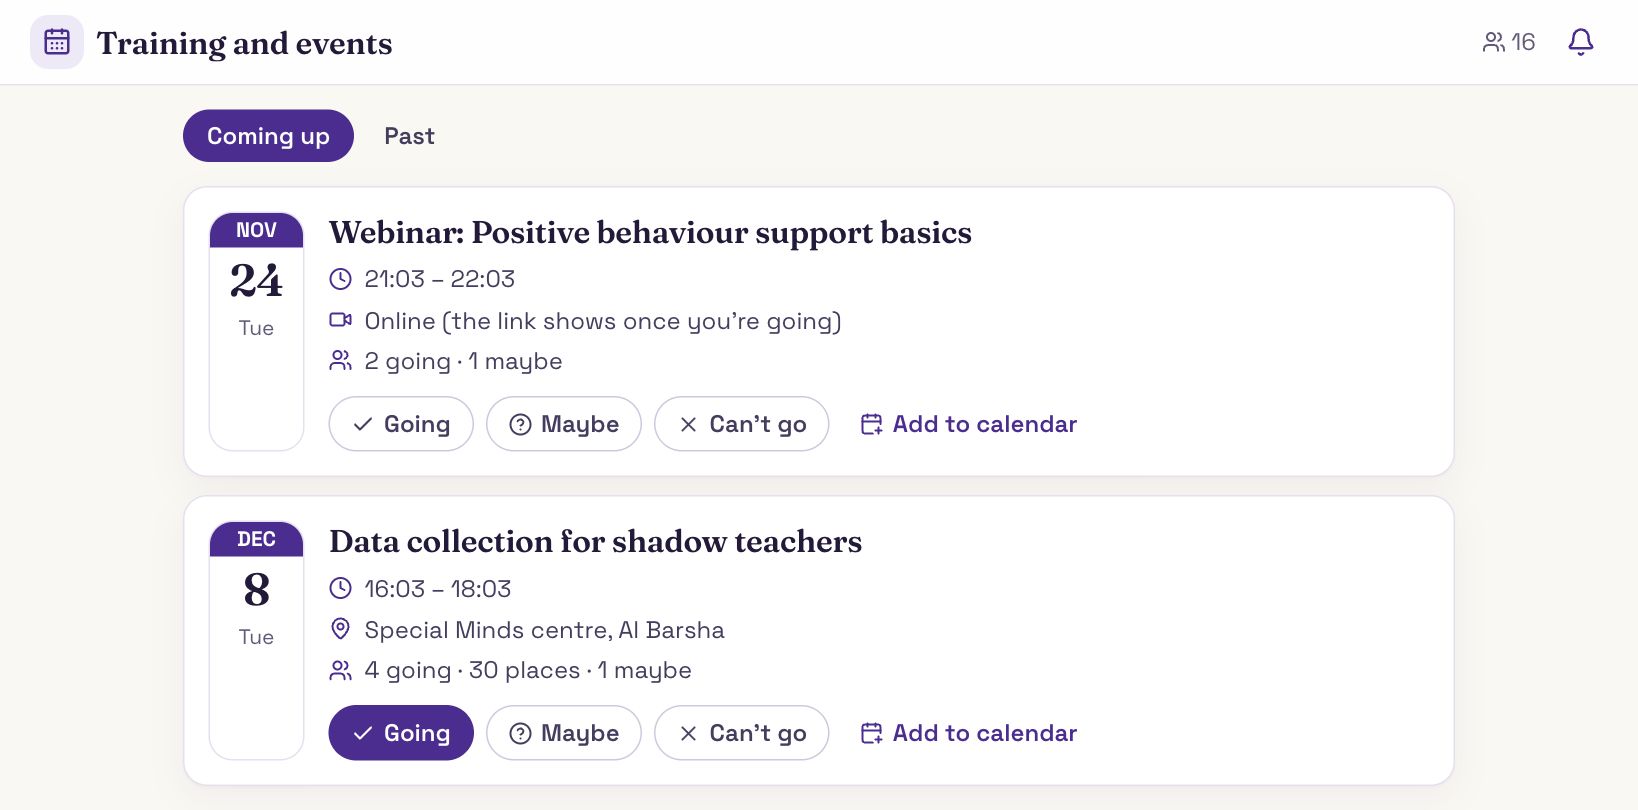 Training and events
16
Coming up
Past
NOV
24
Tue
Webinar: Positive behaviour support basics
21:03 – 22:03
Online (the link shows once you’re going)
2 going · 1 maybe
Going
Maybe
Can’t go
Add to calendar
DEC
8
Tue
Data collection for shadow teachers
16:03 – 18:03
Special Minds centre, Al Barsha
4 going · 30 places · 1 maybe
Going
Maybe
Can’t go
Add to calendar